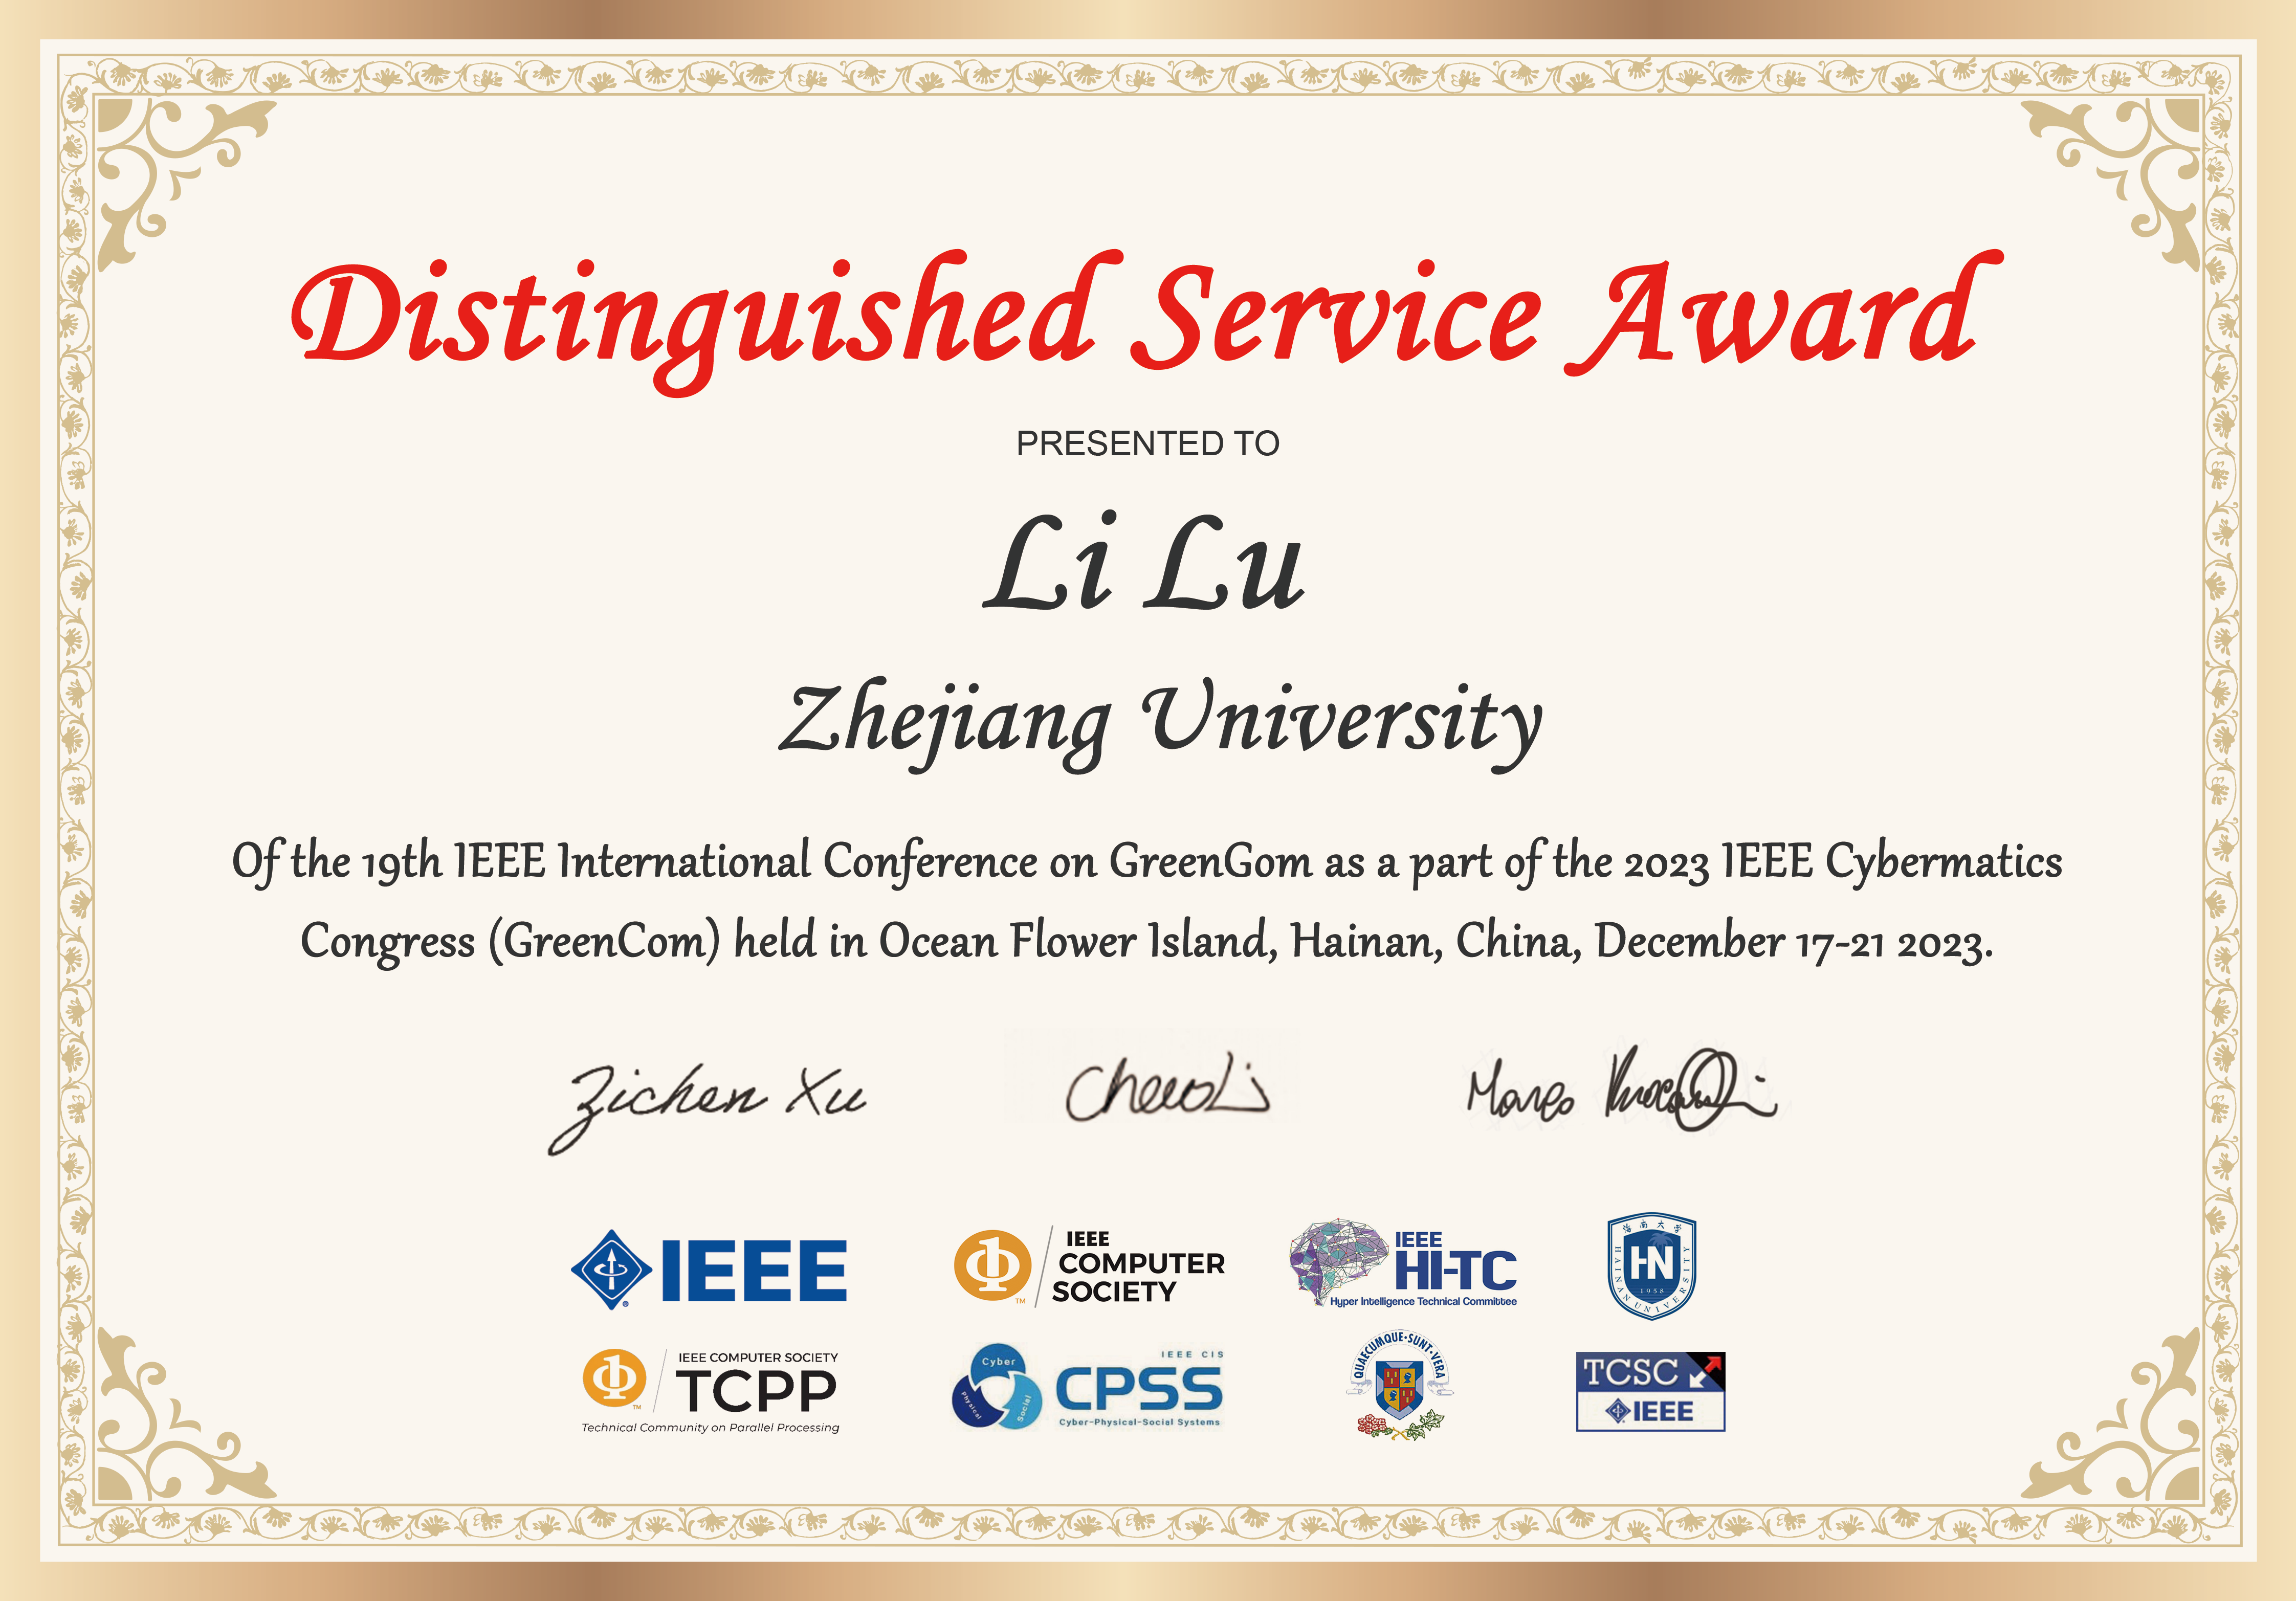 Distinguished Service Award
PRESENTED TO
Li Lu
Zhejiang University
Of the 19th IEEE International Conference on GreenGom as a part of the 2023 IEEE Cybermatics
Congress (GreenCom) held in Ocean Flower Island, Hainan, China, December 17-21 2023.
Zichen Xu
IEEE
IEEE
COMPUTER
SOCIETY
IEEE
HI-TC
Hyper Intelligence Technical Committee
海南大学
HN
1958
HAINAN UNIVERSITY
IEEE COMPUTER SOCIETY
TCPP
Technical Community on Parallel Processing
Cyber
Physical
Social
IEEE CIS
CPSS
Cyber-Physical-Social Systems
QUAECUMQUE·SUNT·VERA
TCSC
IEEE